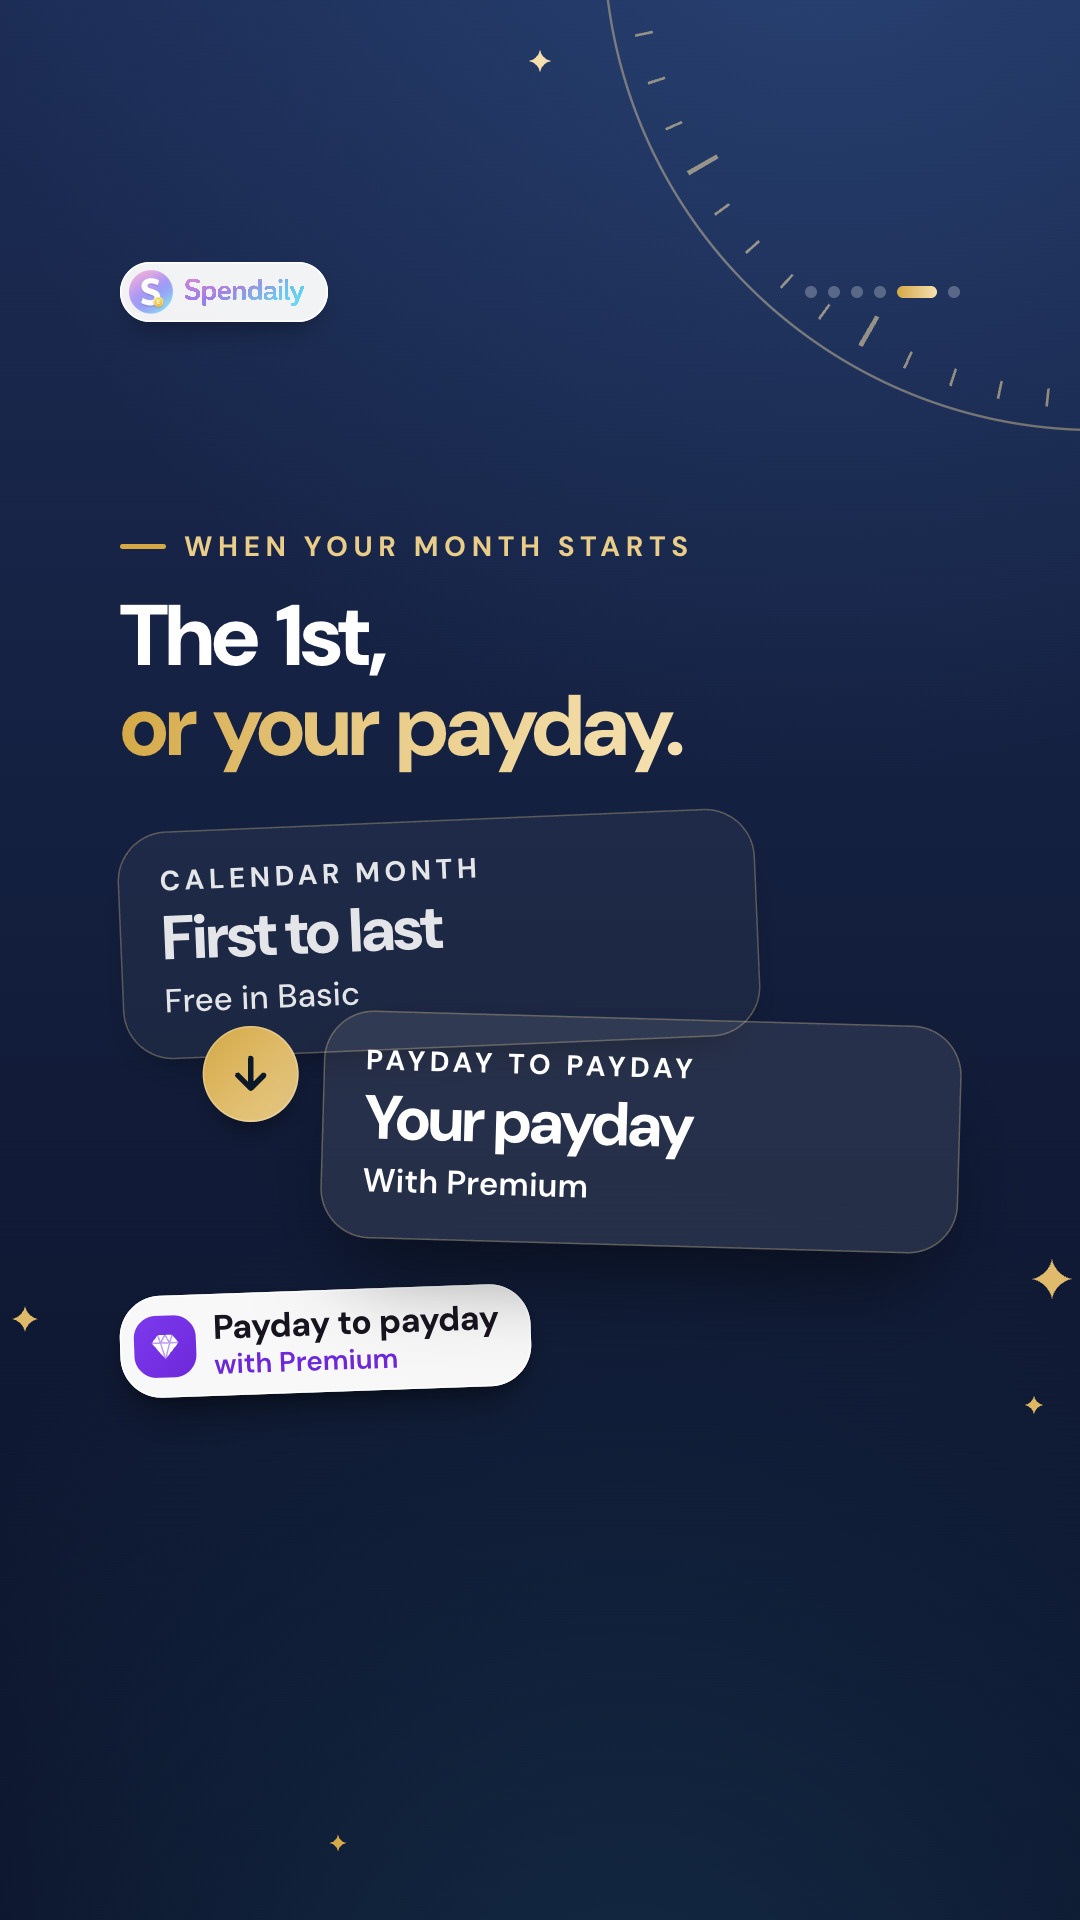 Spendaily
WHEN YOUR MONTH STARTS
The 1st,
or your payday.
CALENDAR MONTH
First to last
Free in Basic
PAYDAY TO PAYDAY
Your payday
With Premium
Payday to payday
with Premium